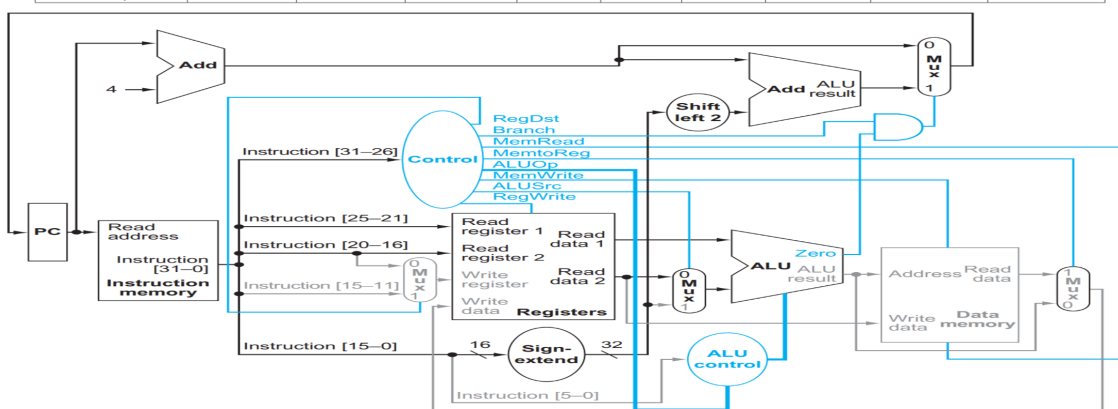 Add
4
0
Mux
1
Add ALU result
Shift left 2
RegDst
Branch
MemRead
MemtoReg
ALUOp
MemWrite
ALUSrc
RegWrite
Control
Instruction [31–26]
PC
Read address
Instruction [31–0]
Instruction memory
Instruction [25–21]
Instruction [20–16]
Instruction [15–11]
0
Mux
1
Read register 1
Read register 2
Write register
Write data
Read data 1
Read data 2
Registers
0
Mux
1
Zero
ALU
ALU result
Address
Read data
Write data
Data memory
1
Mux
0
Instruction [15–0]
16
Sign-extend
32
ALU control
Instruction [5–0]